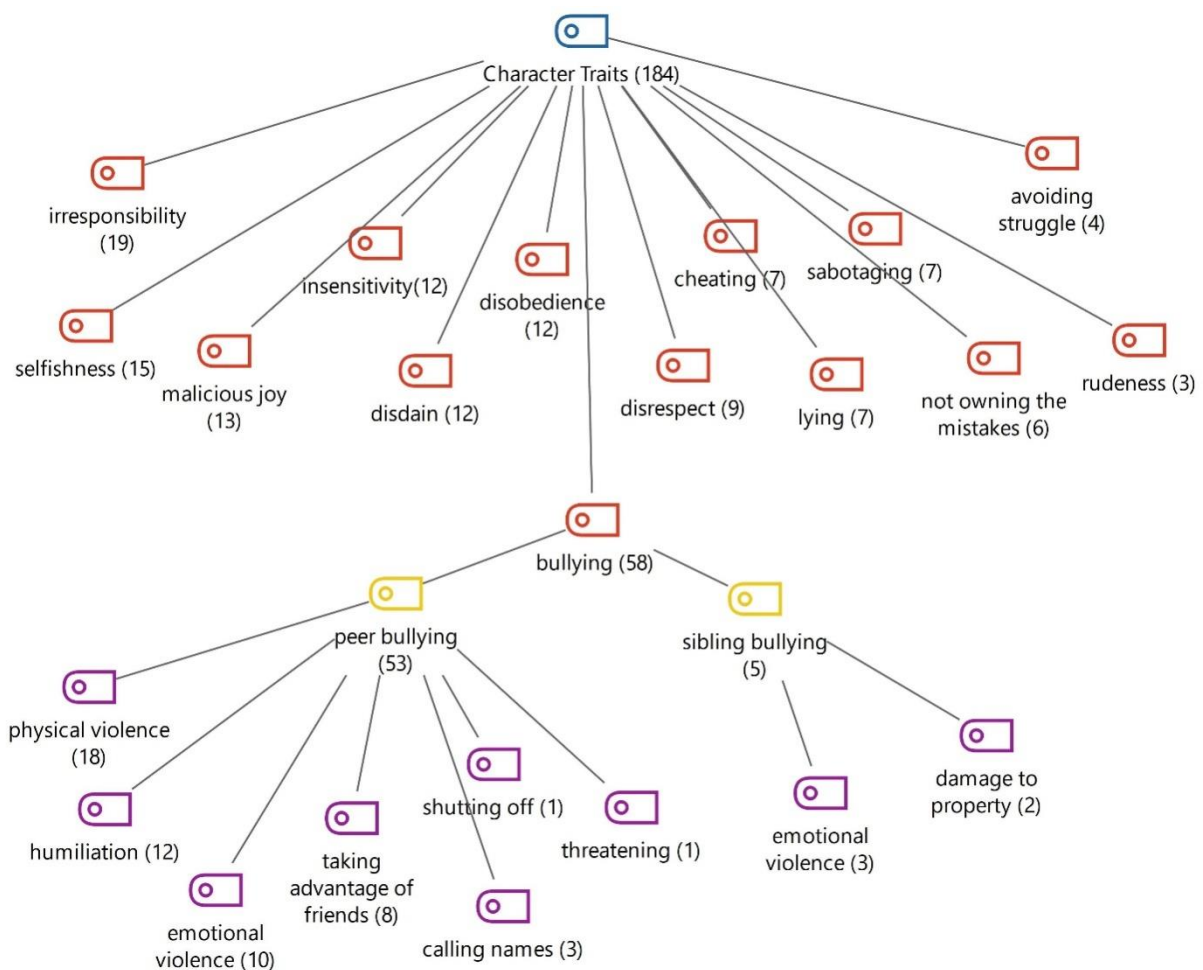 Character Traits (184)
avoiding
struggle (4)
irresponsibility
(19)
insensitivity(12)
disobedience
(12)
cheating (7)
sabotaging (7)
selfishness (15)
malicious joy
(13)
disdain (12)
disrespect (9)
lying (7)
not owning the
mistakes (6)
rudeness (3)
bullying (58)
peer bullying
(53)
sibling bullying
(5)
physical violence
(18)
humiliation (12)
emotional
violence (10)
taking
advantage of
friends (8)
shutting off (1)
calling names (3)
threatening (1)
emotional
violence (3)
damage to
property (2)